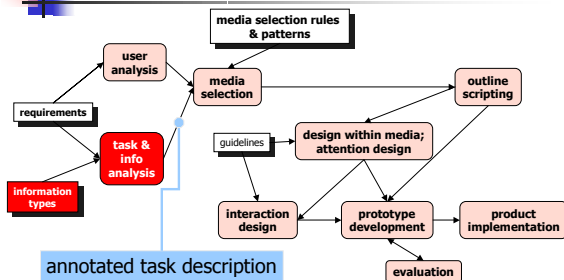 media selection rules
& patterns
user
analysis
media
selection
outline
scripting
requirements
task &
info
analysis
guidelines
design within media;
attention design
information
types
interaction
design
prototype
development
product
implementation
annotated task description
evaluation